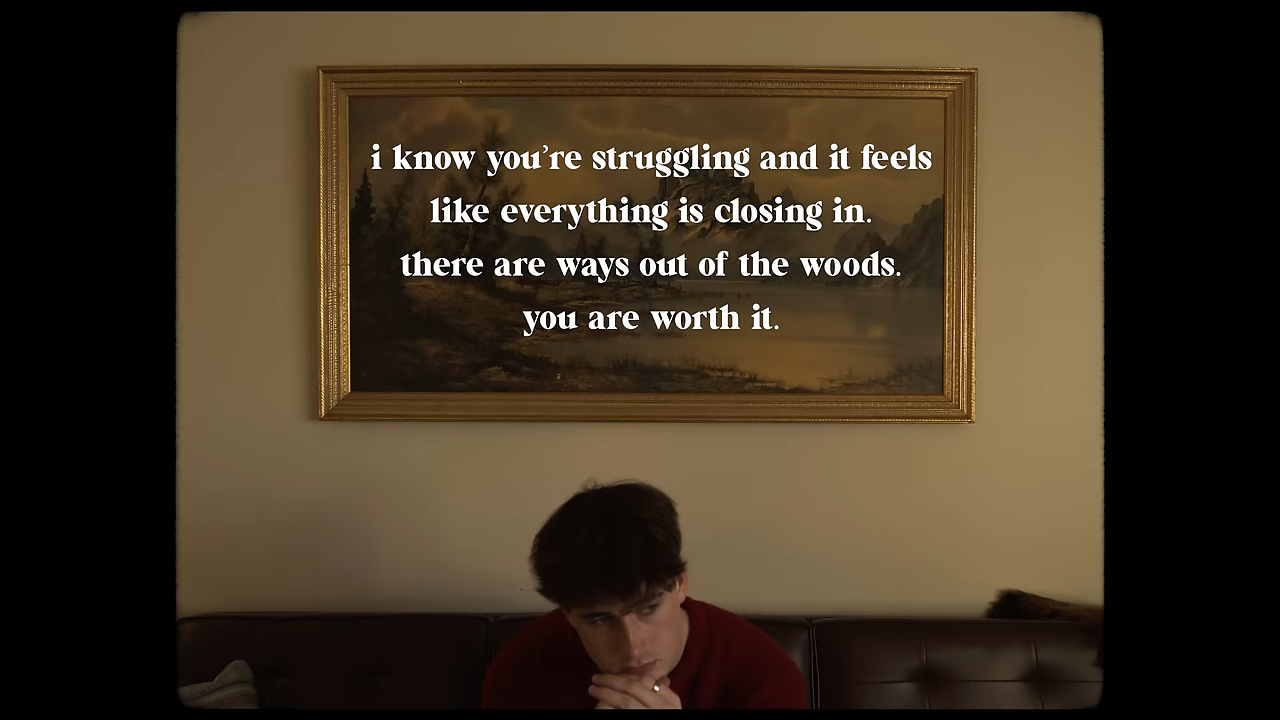 i know you're struggling and it feels
like everything is closing in.
there are ways out of the woods.
you are worth it.